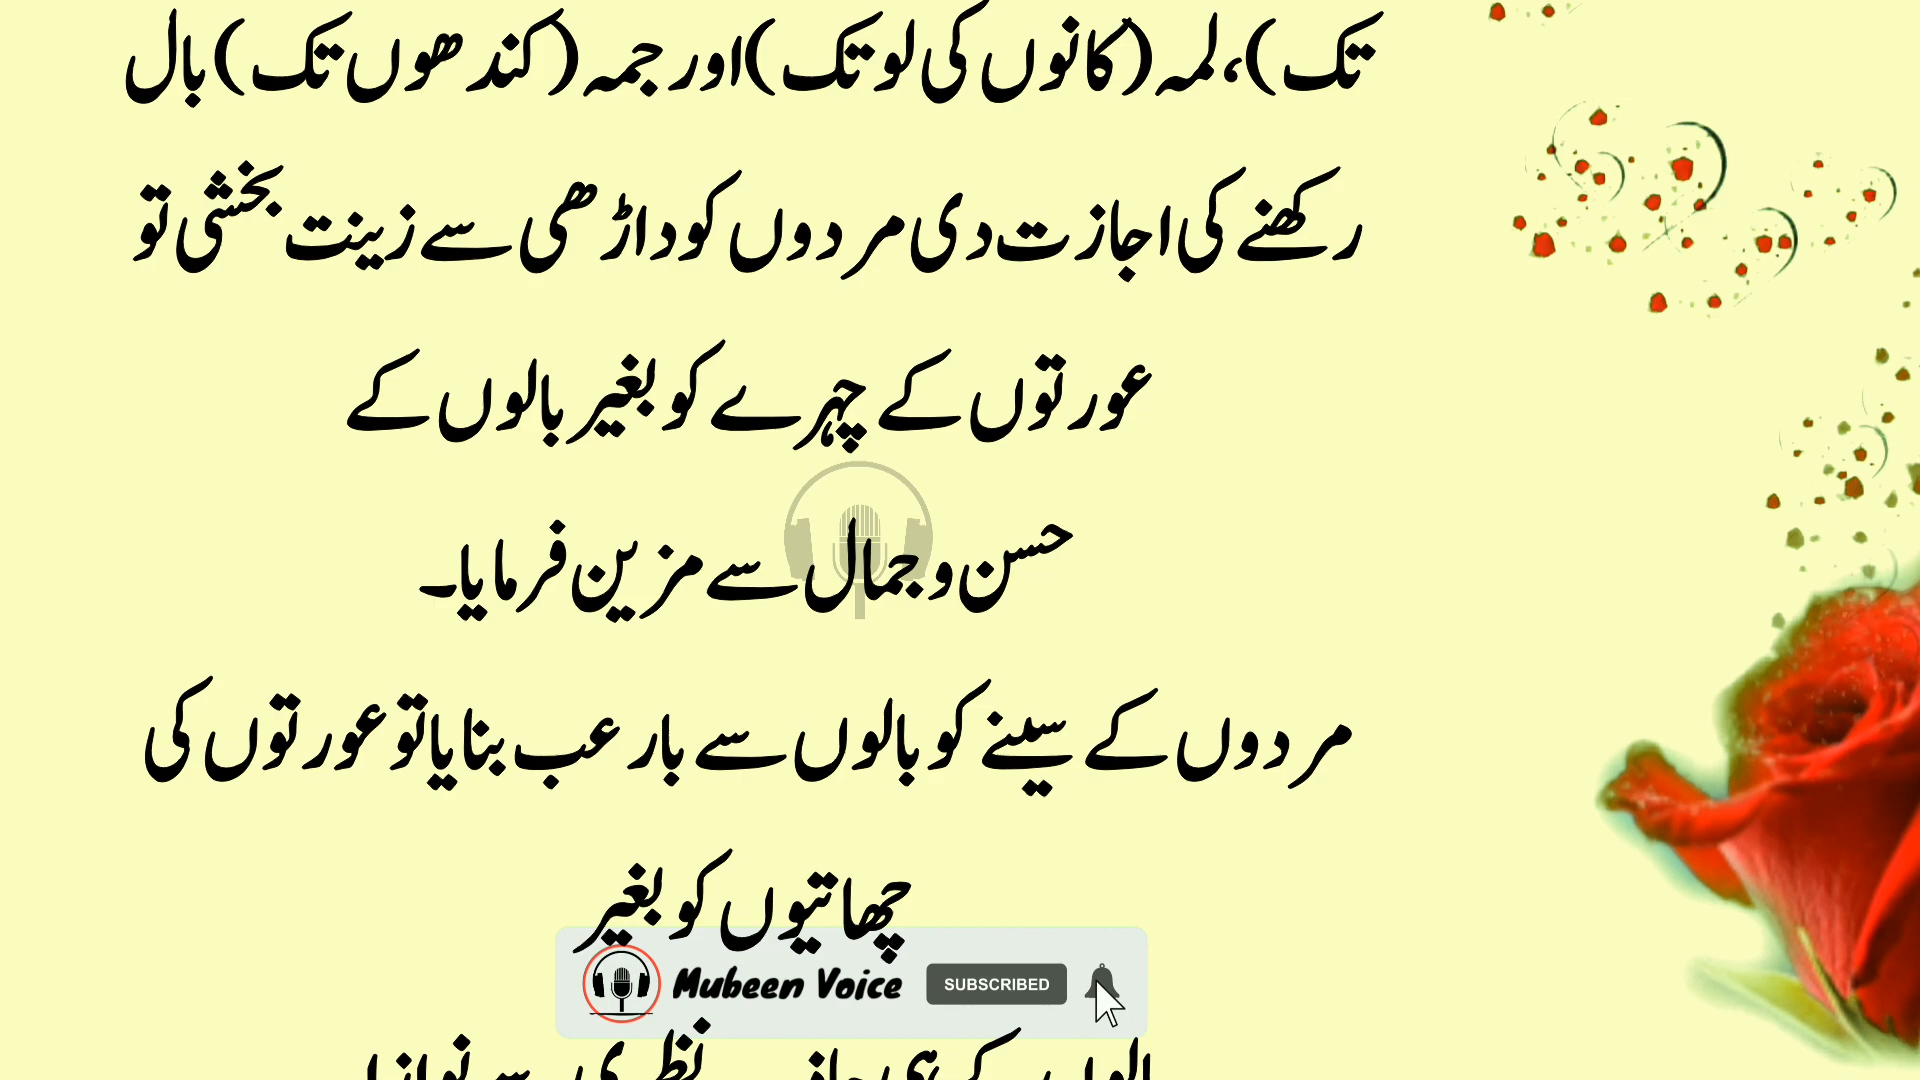 تک)، لمہ (کانوں کی لو تک) اور جمہ (کندھوں تک) بال
رکھنے کی اجازت دی مردوں کو داڑھی سے زینت بخشی تو
عورتوں کے چہرے کو بغیر بالوں کے
حسن و جمال سے مزین فرمایا۔
مردوں کے سینے کو بالوں سے بارعب بنایا تو عورتوں کی
چھاتیوں کو بغیر
Mubeen Voice SUBSCRIBED